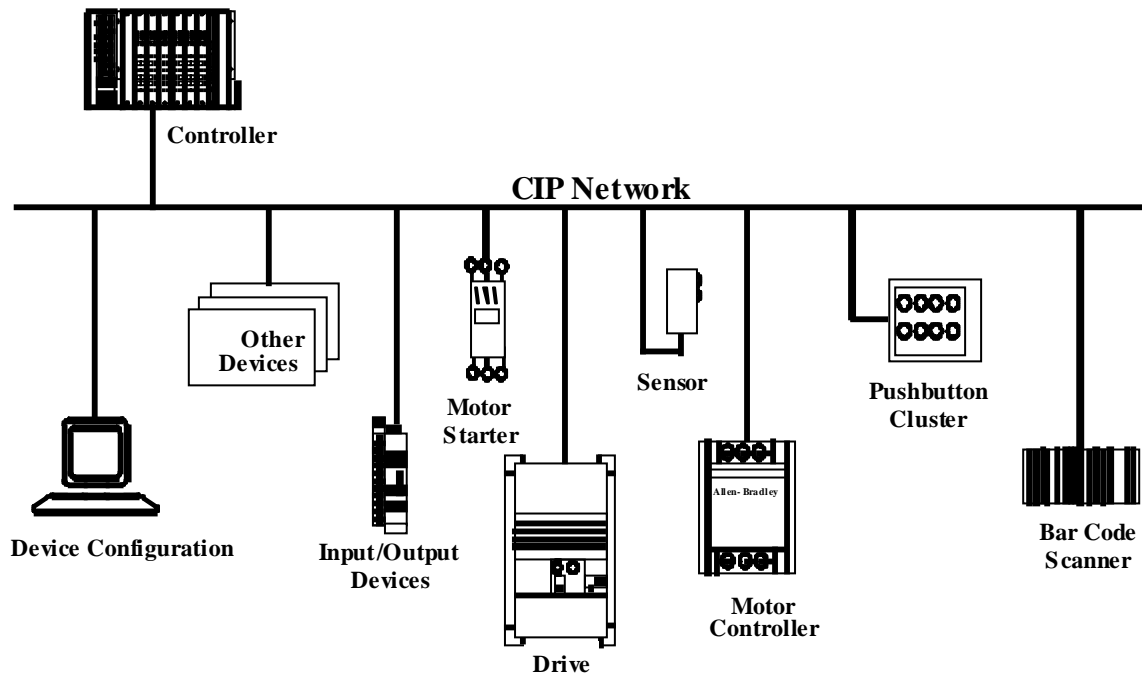 Controller
CIP Network
Other
Devices
Sensor
Pushbutton
Cluster
Motor
Starter
Allen-Bradley
Device Configuration
Input/Output
Devices
Bar Code
Scanner
Motor
Controller
Drive